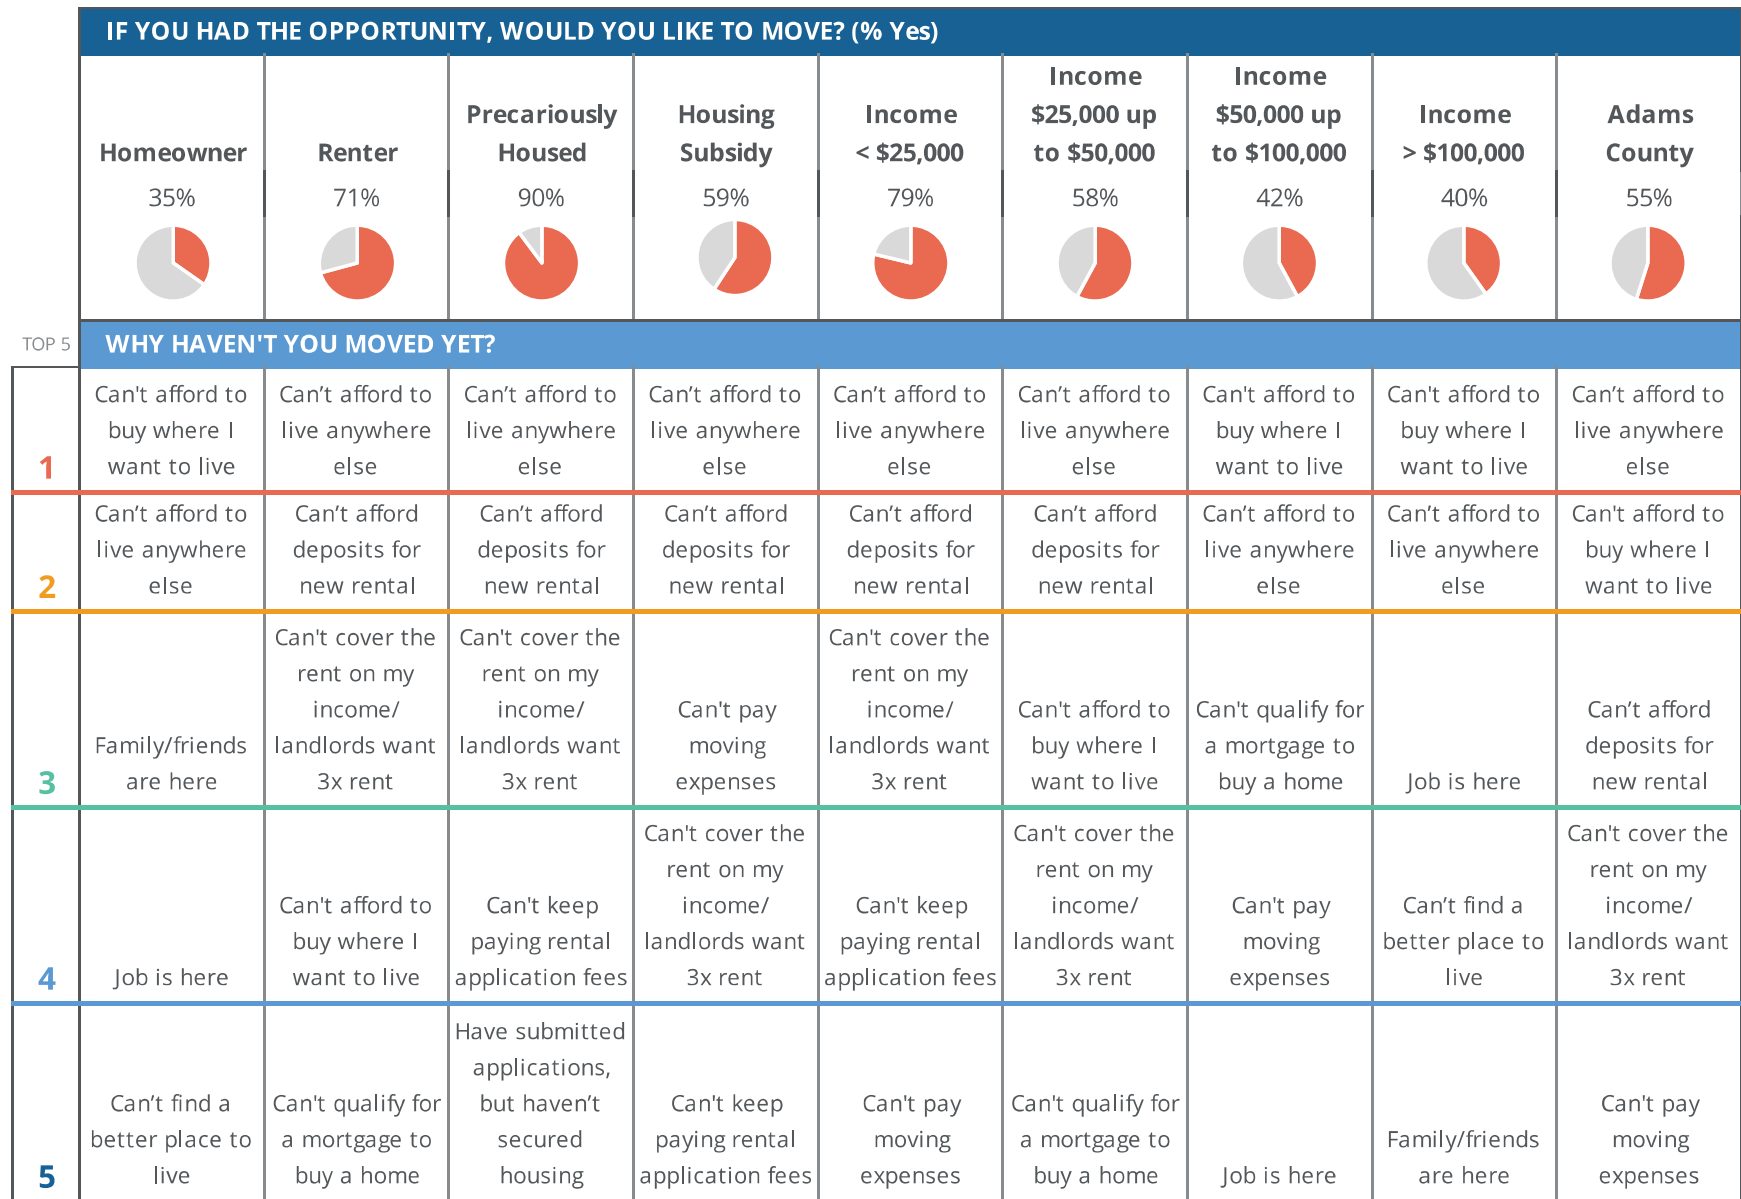 IF YOU HAD THE OPPORTUNITY, WOULD YOU LIKE TO MOVE? (% Yes)
Homeowner
Renter
Precariously
Housed
Housing
Subsidy
Income
< $25,000
Income
$25,000 up
to $50,000
Income
$50,000 up
to $100,000
Income
> $100,000
Adams
County
35%
71%
90%
59%
79%
58%
42%
40%
55%
TOP 5
WHY HAVEN'T YOU MOVED YET?
1
Can't afford to
buy where I
want to live
Can’t afford to
live anywhere
else
Can’t afford to
live anywhere
else
Can’t afford to
live anywhere
else
Can’t afford to
live anywhere
else
Can’t afford to
live anywhere
else
Can't afford to
buy where I
want to live
Can't afford to
buy where I
want to live
Can’t afford to
live anywhere
else
2
Can’t afford to
live anywhere
else
Can’t afford
deposits for
new rental
Can’t afford
deposits for
new rental
Can’t afford
deposits for
new rental
Can’t afford
deposits for
new rental
Can’t afford
deposits for
new rental
Can’t afford to
live anywhere
else
Can’t afford to
live anywhere
else
Can't afford to
buy where I
want to live
3
Family/friends
are here
Can't cover the
rent on my
income/
landlords want
3x rent
Can't cover the
rent on my
income/
landlords want
3x rent
Can't pay
moving
expenses
Can't cover the
rent on my
income/
landlords want
3x rent
Can't afford to
buy where I
want to live
Can't qualify for
a mortgage to
buy a home
Job is here
Can’t afford
deposits for
new rental
4
Job is here
Can't afford to
buy where I
want to live
Can't keep
paying rental
application fees
Can't cover the
rent on my
income/
landlords want
3x rent
Can't keep
paying rental
application fees
Can't cover the
rent on my
income/
landlords want
3x rent
Can't pay
moving
expenses
Can’t find a
better place to
live
Can't cover the
rent on my
income/
landlords want
3x rent
5
Can’t find a
better place to
live
Can't qualify for
a mortgage to
buy a home
Have submitted
applications,
but haven’t
secured
housing
Can't keep
paying rental
application fees
Can't pay
moving
expenses
Can't qualify for
a mortgage to
buy a home
Job is here
Family/friends
are here
Can't pay
moving
expenses